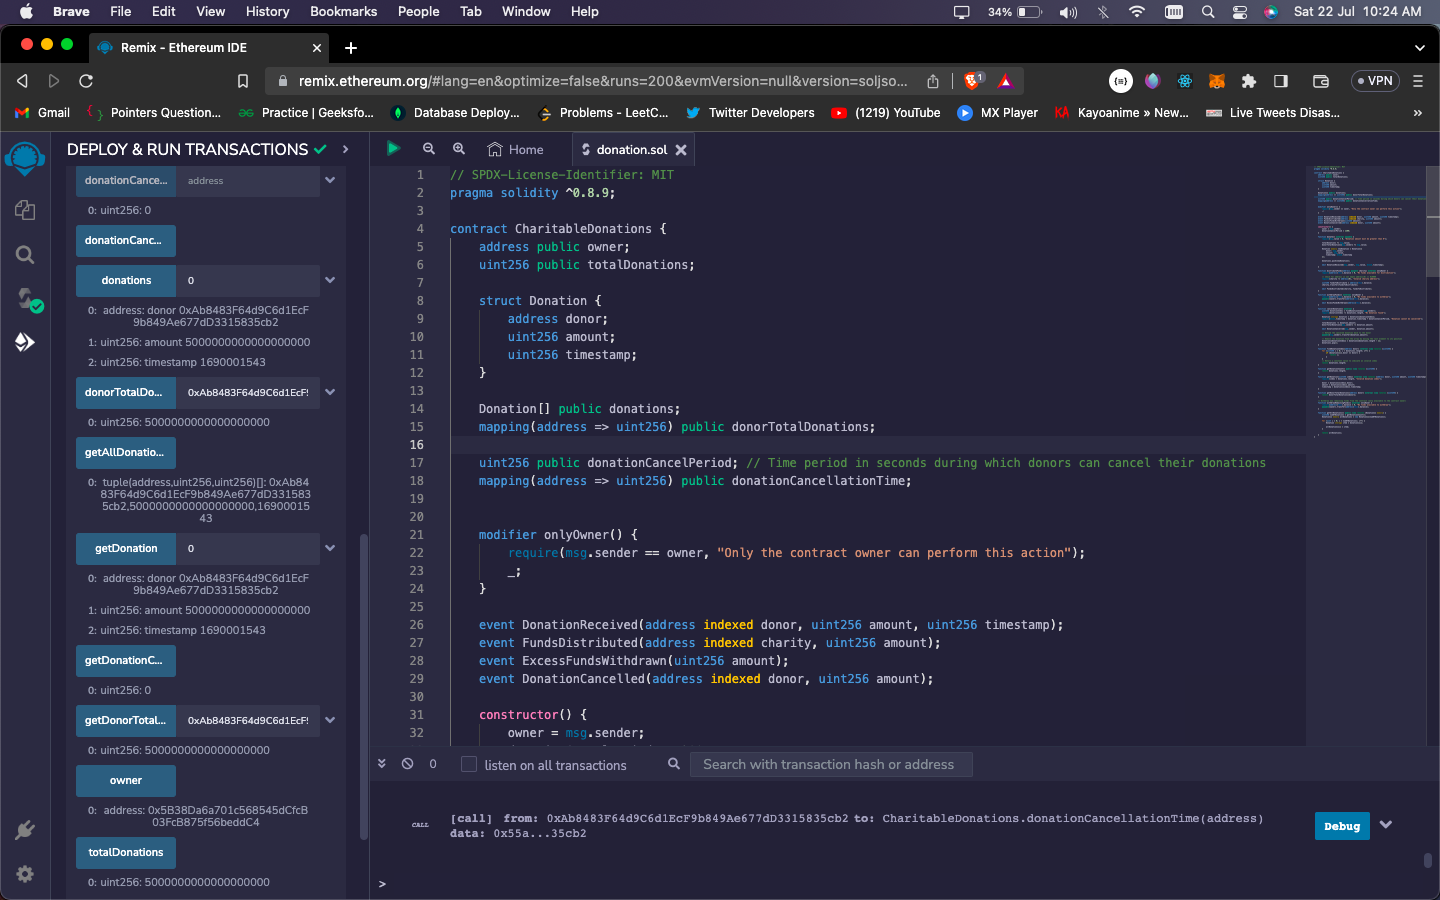 Brave File Edit View History Bookmarks People Tab Window Help 34% Sat 22 Jul 10:24 AM
Remix - Ethereum IDE
remix.ethereum.org/#lang=en&optimize=false&runs=200&evmVersion=null&version=soljso... 1 VPN
Gmail Pointers Question... Practice | Geeksfo... Database Deploy... Problems - LeetC... Twitter Developers (1219) YouTube MX Player KA Kayoanime » New... Live Tweets Disas... »
DEPLOY & RUN TRANSACTIONS
donationCance... address
0: uint256: 0
donationCanc...
donations 0
0: address: donor 0xAb8483F64d9C6d1EcF
9b849Ae677dD3315835cb2
1: uint256: amount 5000000000000000000
2: uint256: timestamp 1690001543
donorTotalDo... 0xAb8483F64d9C6d1EcF!
0: uint256: 5000000000000000000
getAllDonatio...
0: tuple(address,uint256,uint256)[]: 0xAb84
83F64d9C6d1EcF9b849Ae677dD331583
5cb2,5000000000000000000,16900015
43
getDonation 0
0: address: donor 0xAb8483F64d9C6d1EcF
9b849Ae677dD3315835cb2
1: uint256: amount 5000000000000000000
2: uint256: timestamp 1690001543
getDonationC...
0: uint256: 0
getDonorTotal... 0xAb8483F64d9C6d1EcF!
0: uint256: 5000000000000000000
owner
0: address: 0x5B38Da6a701c568545dCfcB
03FcB875f56beddC4
totalDonations
0: uint256: 5000000000000000000
Home donation.sol
1 // SPDX-License-Identifier: MIT
2 pragma solidity ^0.8.9;
3
4 contract CharitableDonations {
5 address public owner;
6 uint256 public totalDonations;
7
8 struct Donation {
9 address donor;
10 uint256 amount;
11 uint256 timestamp;
12 }
13
14 Donation[] public donations;
15 mapping(address => uint256) public donorTotalDonations;
16
17 uint256 public donationCancelPeriod; // Time period in seconds during which donors can cancel their donations
18 mapping(address => uint256) public donationCancellationTime;
19
20
21 modifier onlyOwner() {
22 require(msg.sender == owner, "Only the contract owner can perform this action");
23 _;
24 }
25
26 event DonationReceived(address indexed donor, uint256 amount, uint256 timestamp);
27 event FundsDistributed(address indexed charity, uint256 amount);
28 event ExcessFundsWithdrawn(uint256 amount);
29 event DonationCancelled(address indexed donor, uint256 amount);
30
31 constructor() {
32 owner = msg.sender;
0 listen on all transactions Search with transaction hash or address
CALL [call] from: 0xAb8483F64d9C6d1EcF9b849Ae677dD3315835cb2 to: CharitableDonations.donationCancellationTime(address)
data: 0x55a...35cb2
Debug
>